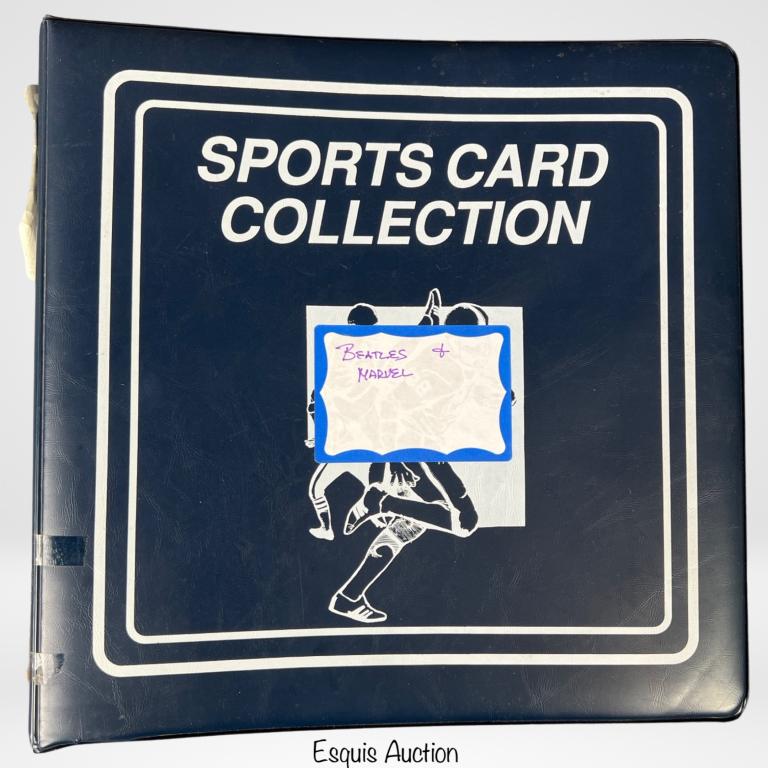 SPORTS CARD
COLLECTION
BEATLES &
MARVEL
Esquis Auction